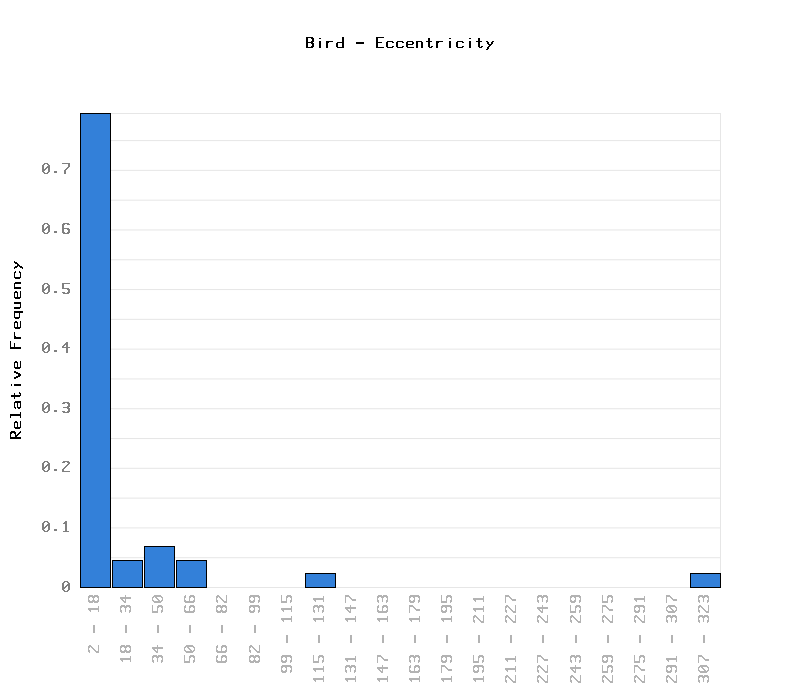 Bird - Eccentricity
Relative Frequency
0.7
0.6
0.5
0.4
0.3
0.2
0.1
0
2 - 18
18 - 34
34 - 50
50 - 66
66 - 82
82 - 99
99 - 115
115 - 131
131 - 147
147 - 163
163 - 179
179 - 195
195 - 211
211 - 227
227 - 243
243 - 259
259 - 275
275 - 291
291 - 307
307 - 323